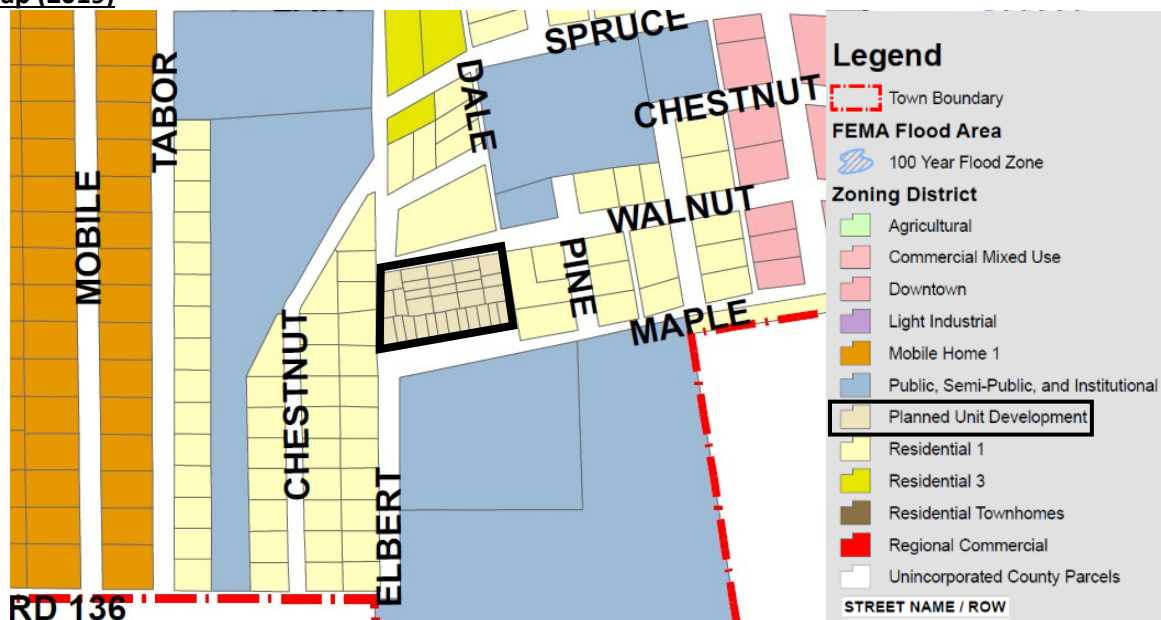 SPRUCE
Legend
TABOR
DALE
CHESTNUT
Town Boundary
FEMA Flood Area
100 Year Flood Zone
Zoning District
MOBILE
WALNUT
Agricultural
PINE
Commercial Mixed Use
Downtown
MAPLE
Light Industrial
CHESTNUT
Mobile Home 1
Public, Semi-Public, and Institutional
Planned Unit Development
Residential 1
ELBERT
Residential 3
Residential Townhomes
Regional Commercial
Unincorporated County Parcels
RD 136
STREET NAME / ROW